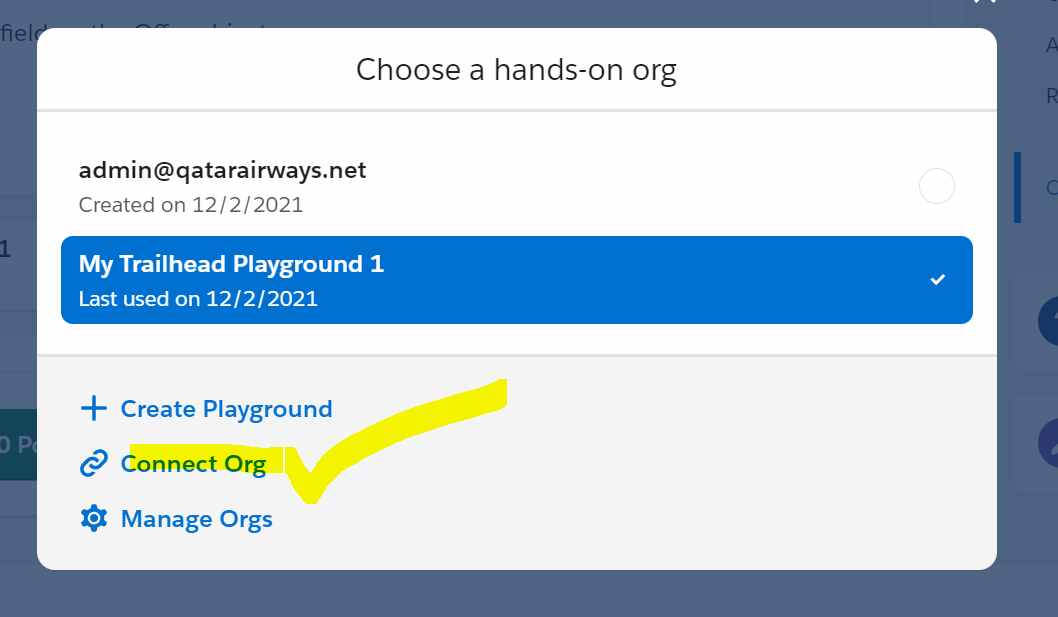 Choose a hands-on org
admin@qatarairways.net
Created on 12/2/2021
My Trailhead Playground 1
Last used on 12/2/2021
Create Playground
Connect Org
Manage Orgs